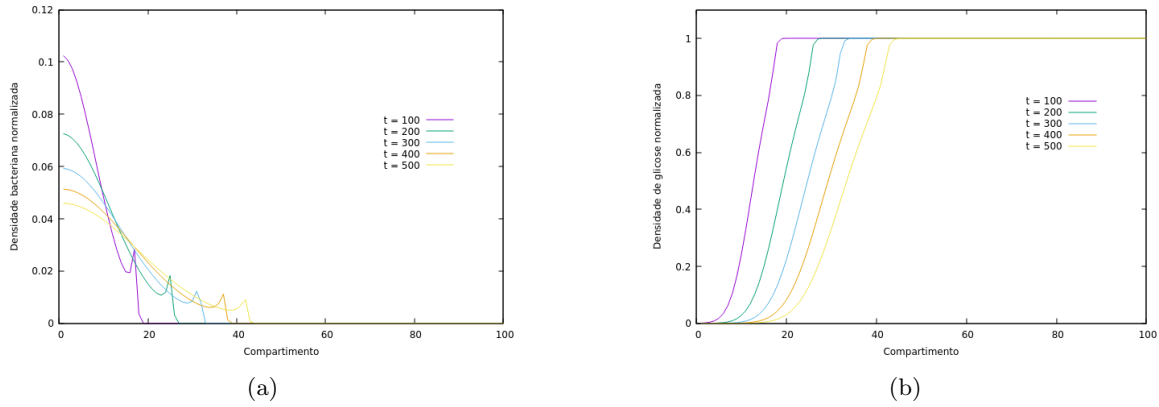 0.12
0.1
0.08
0.06
0.04
0.02
0
Densidade bacteriana normalizada
t = 100
t = 200
t = 300
t = 400
t = 500
0 20 40 60 80 100
Compartimento
(a)
1
0.8
0.6
0.4
0.2
0
Densidade de glicose normalizada
t = 100
t = 200
t = 300
t = 400
t = 500
0 20 40 60 80 100
Compartimento
(b)